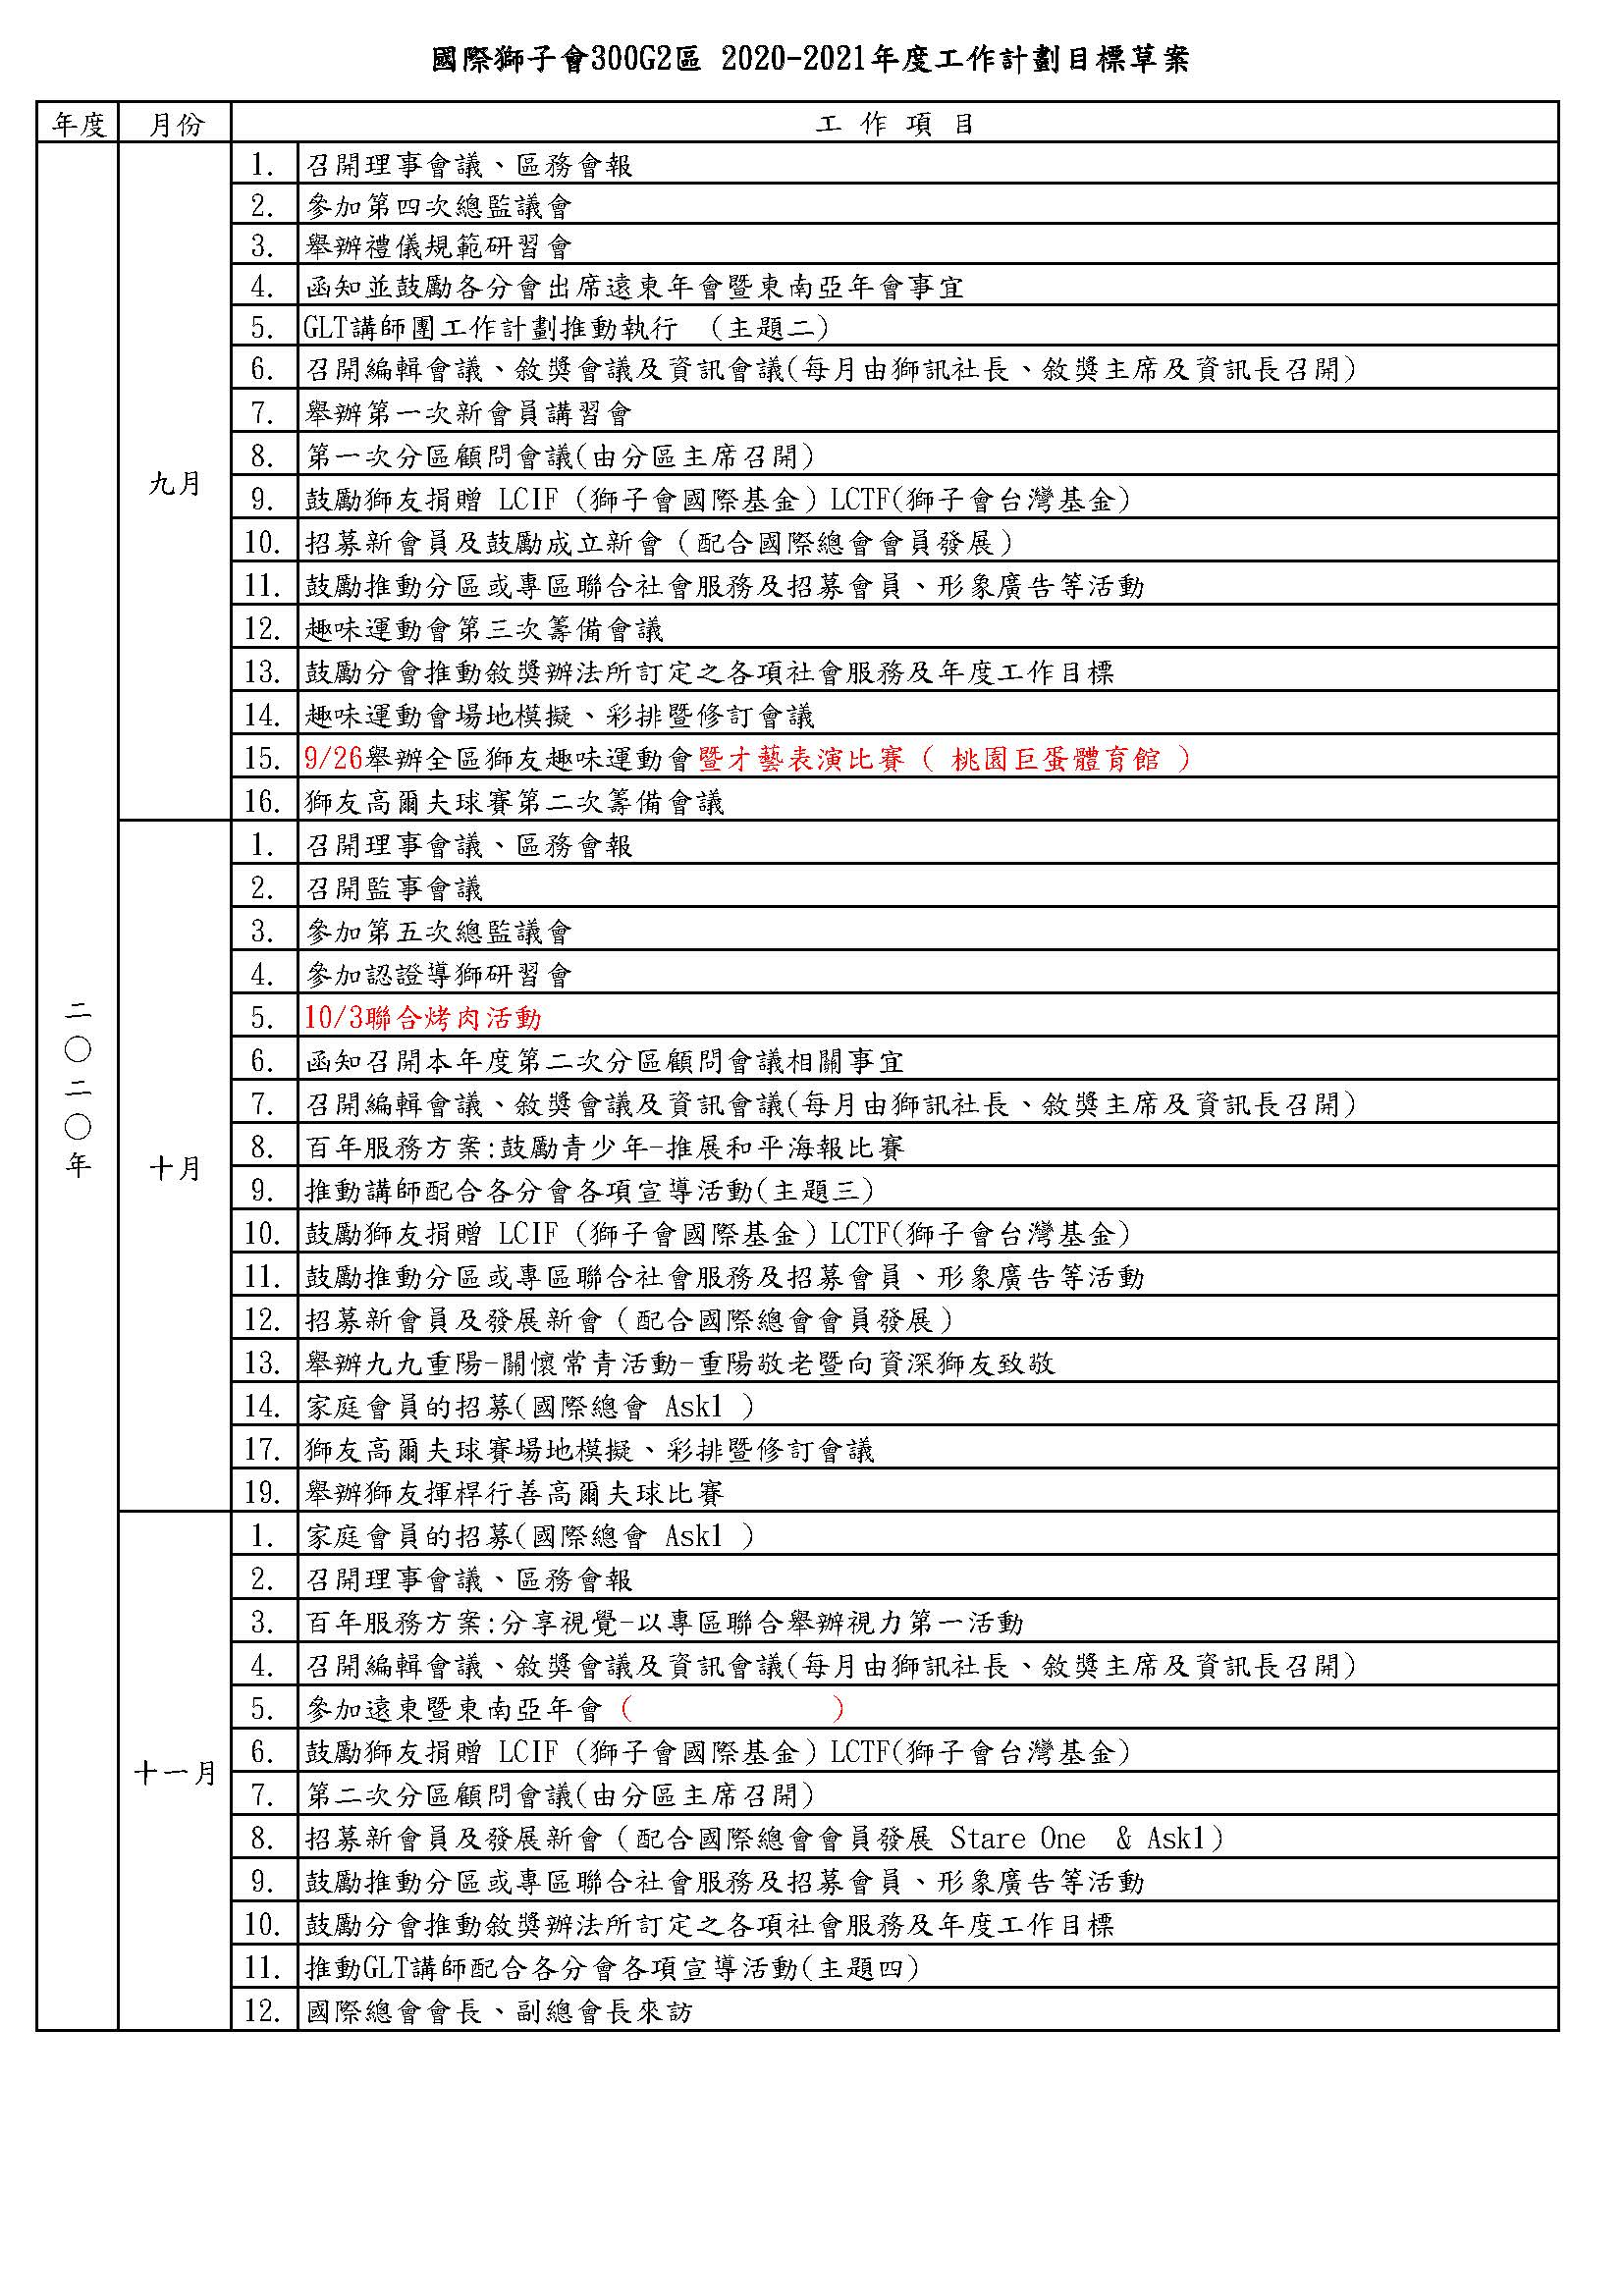 國際獅子會300G2區 2020-2021年度工作計劃目標草案
年度 月份 工 作 項 目
二〇二〇年
九月
1. 召開理事會議、區務會報
2. 參加第四次總監議會
3. 舉辦禮儀規範研習會
4. 函知並鼓勵各分會出席遠東年會暨東南亞年會事宜
5. GLT講師團工作計劃推動執行 （主題二)
6. 召開編輯會議、敘獎會議及資訊會議(每月由獅訊社長、敘獎主席及資訊長召開)
7. 舉辦第一次新會員講習會
8. 第一次分區顧問會議(由分區主席召開)
9. 鼓勵獅友捐贈 LCIF (獅子會國際基金) LCTF(獅子會台灣基金)
10. 招募新會員及鼓勵成立新會（配合國際總會會員發展）
11. 鼓勵推動分區或專區聯合社會服務及招募會員、形象廣告等活動
12. 趣味運動會第三次籌備會議
13. 鼓勵分會推動敘獎辦法所訂定之各項社會服務及年度工作目標
14. 趣味運動會場地模擬、彩排暨修訂會議
15. 9/26舉辦全區獅友趣味運動會暨才藝表演比賽 ( 桃園巨蛋體育館 )
16. 獅友高爾夫球賽第二次籌備會議
十月
1. 召開理事會議、區務會報
2. 召開監事會議
3. 參加第五次總監議會
4. 參加認證導獅研習會
5. 10/3聯合烤肉活動
6. 函知召開本年度第二次分區顧問會議相關事宜
7. 召開編輯會議、敘獎會議及資訊會議(每月由獅訊社長、敘獎主席及資訊長召開)
8. 百年服務方案:鼓勵青少年-推展和平海報比賽
9. 推動講師配合各分會各項宣導活動(主題三)
10. 鼓勵獅友捐贈 LCIF (獅子會國際基金) LCTF(獅子會台灣基金)
11. 鼓勵推動分區或專區聯合社會服務及招募會員、形象廣告等活動
12. 招募新會員及發展新會（配合國際總會會員發展）
13. 舉辦九九重陽-關懷常青活動-重陽敬老暨向資深獅友致敬
14. 家庭會員的招募(國際總會 Ask1 )
17. 獅友高爾夫球賽場地模擬、彩排暨修訂會議
19. 舉辦獅友揮桿行善高爾夫球比賽
十一月
1. 家庭會員的招募(國際總會 Ask1 )
2. 召開理事會議、區務會報
3. 百年服務方案:分享視覺-以專區聯合舉辦視力第一活動
4. 召開編輯會議、敘獎會議及資訊會議(每月由獅訊社長、敘獎主席及資訊長召開)
5. 參加遠東暨東南亞年會（ ）
6. 鼓勵獅友捐贈 LCIF (獅子會國際基金) LCTF(獅子會台灣基金)
7. 第二次分區顧問會議(由分區主席召開)
8. 招募新會員及發展新會（配合國際總會會員發展 Stare One & Ask1）
9. 鼓勵推動分區或專區聯合社會服務及招募會員、形象廣告等活動
10. 鼓勵分會推動敘獎辦法所訂定之各項社會服務及年度工作目標
11. 推動GLT講師配合各分會各項宣導活動(主題四)
12. 國際總會會長、副總會長來訪